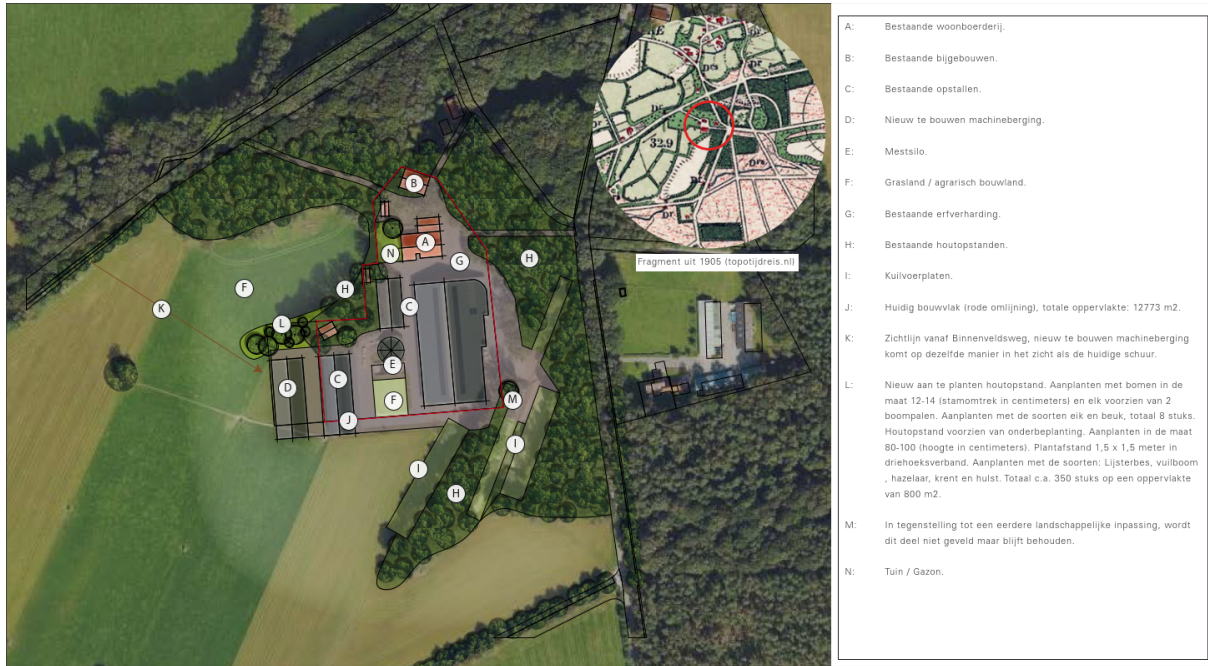 B
A
N
G
H
F
H
K
C
L
E
D
C
F
M
J
I
I
H
32.9
Dr
Dr
Dr
Fragment uit 1905 (topotijdreis.nl)
A: Bestaande woonboerderij.
B: Bestaande bijgebouwen.
C: Bestaande opstallen.
D: Nieuw te bouwen machineberging.
E: Mestsilo.
F: Grasland / agrarisch bouwland.
G: Bestaande erfverharding.
H: Bestaande houtopstanden.
I: Kuilvoerplaten.
J: Huidig bouwvlak (rode omlijning), totale oppervlakte: 12773 m2.
K: Zichtlijn vanaf Binnenveldsweg, nieuw te bouwen machineberging
komt op dezelfde manier in het zicht als de huidige schuur.
L: Nieuw aan te planten houtopstand. Aanplanten met bomen in de
maat 12-14 (stamomtrek in centimeters) en elk voorzien van 2
boompalen. Aanplanten met de soorten eik en beuk, totaal 8 stuks.
Houtopstand voorzien van onderbeplanting. Aanplanten in de maat
80-100 (hoogte in centimeters). Plantafstand 1,5 x 1,5 meter in
driehoeksverband. Aanplanten met de soorten: Lijsterbes, vuilboom
, hazelaar, krent en hulst. Totaal c.a. 350 stuks op een oppervlakte
van 800 m2.
M: In tegenstelling tot een eerdere landschappelijke inpassing, wordt
dit deel niet geveld maar blijft behouden.
N: Tuin / Gazon.